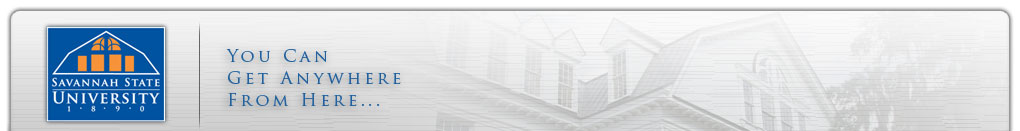 Savannah State
University
1·8·9·0
You Can
Get Anywhere
From Here...